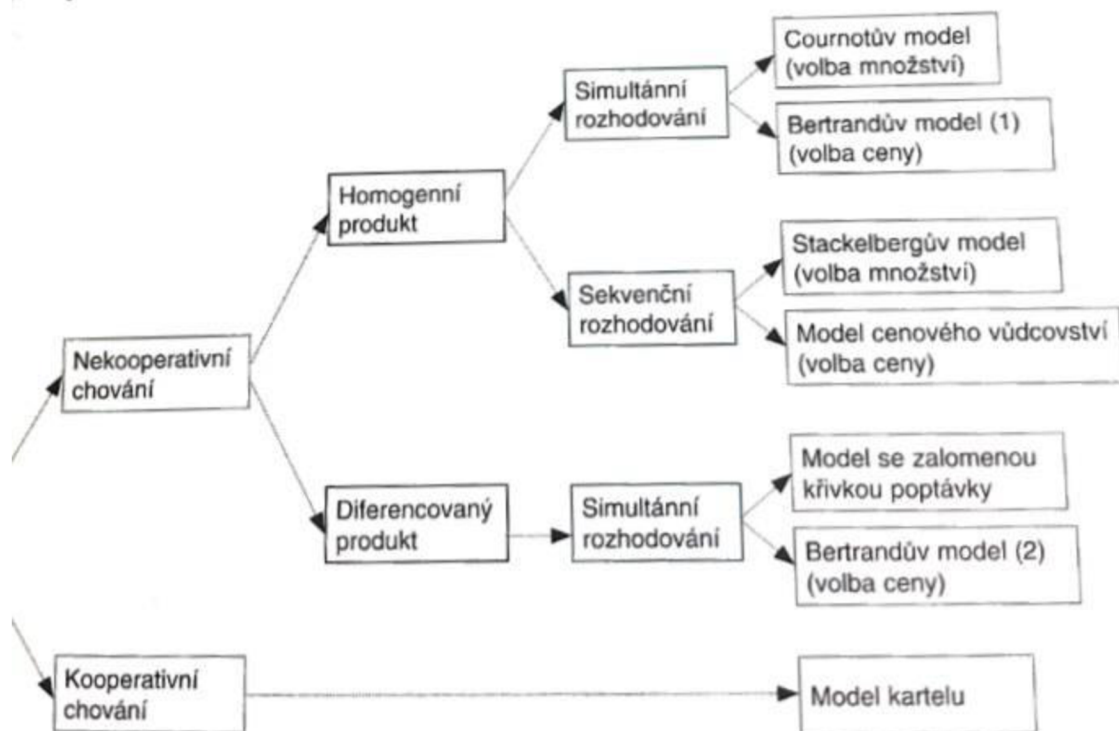 Cournotův model
(volba množství)
Simultánní
rozhodování
Bertrandův model (1)
(volba ceny)
Homogenní
produkt
Stackelbergův model
(volba množství)
Sekvenční
rozhodování
Model cenového vůdcovství
(volba ceny)
Nekooperativní
chování
Model se zalomenou
křivkou poptávky
Diferencovaný
produkt
Simultánní
rozhodování
Bertrandův model (2)
(volba ceny)
Kooperativní
chování
Model kartelu